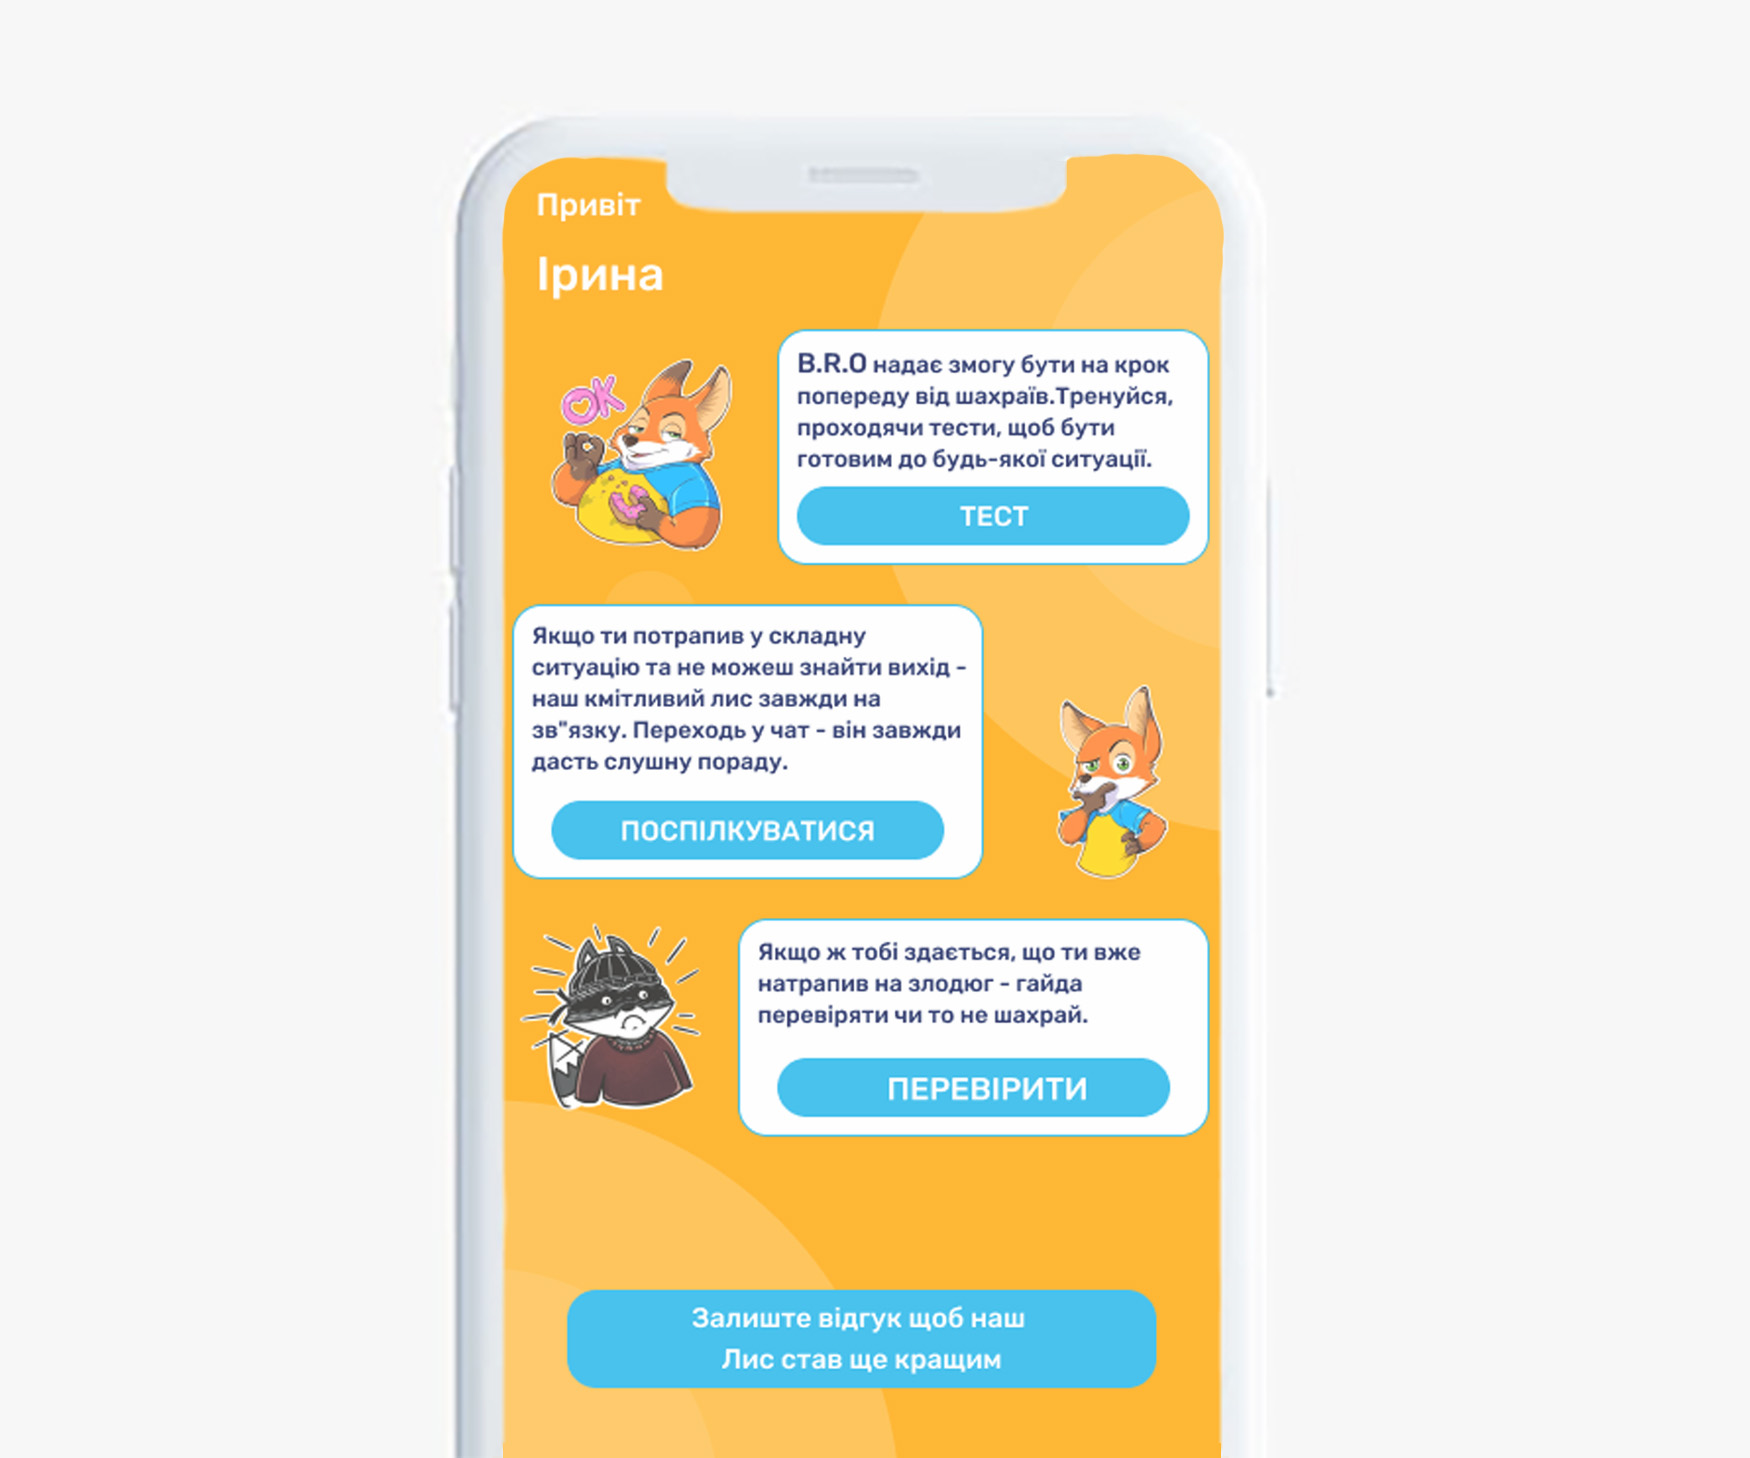 Привіт
Ірина
OK
B.R.O надає змогу бути на крок
попереду від шахраїв.Тренуйся,
проходячи тести, щоб бути
готовим до будь-якої ситуації.
ТЕСТ
Якщо ти потрапив у складну
ситуацію та не можеш знайти вихід -
наш кмітливий лис завжди на
зв"язку. Переходь у чат - він завжди
дасть слушну пораду.
ПОСПІЛКУВАТИСЯ
Якщо ж тобі здається, що ти вже
натрапив на злодюг - гайда
перевіряти чи то не шахрай.
ПЕРЕВІРИТИ
Залиште відгук щоб наш
Лис став ще кращим